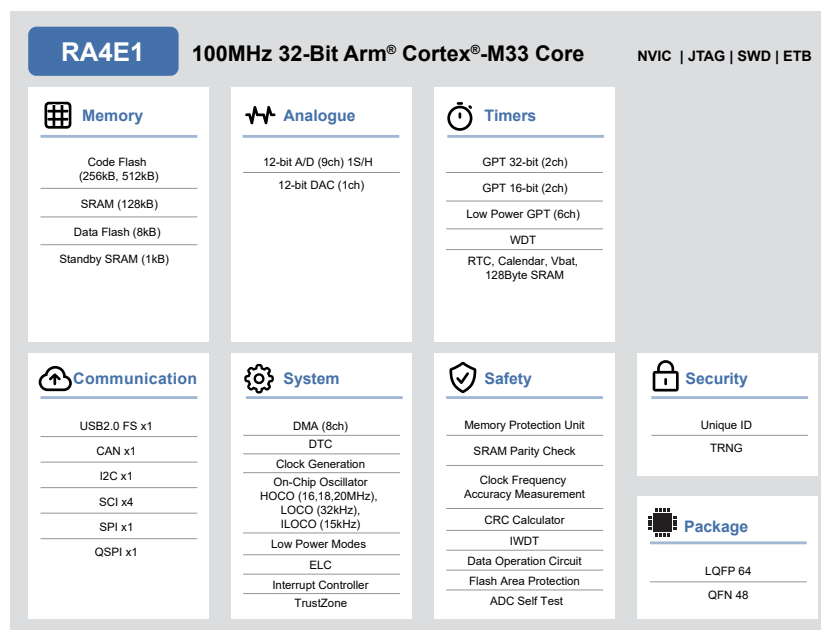 RA4E1
100MHz 32-Bit Arm® Cortex®-M33 Core
NVIC | JTAG | SWD | ETB
Memory
Code Flash
(256kB, 512kB)
SRAM (128kB)
Data Flash (8kB)
Standby SRAM (1kB)
Analogue
12-bit A/D (9ch) 1S/H
12-bit DAC (1ch)
Timers
GPT 32-bit (2ch)
GPT 16-bit (2ch)
Low Power GPT (6ch)
WDT
RTC, Calendar, Vbat,
128Byte SRAM
Communication
USB2.0 FS x1
CAN x1
I2C x1
SCI x4
SPI x1
QSPI x1
System
DMA (8ch)
DTC
Clock Generation
On-Chip Oscillator
HOCO (16,18,20MHz),
LOCO (32kHz),
ILOCO (15kHz)
Low Power Modes
ELC
Interrupt Controller
TrustZone
Safety
Memory Protection Unit
SRAM Parity Check
Clock Frequency
Accuracy Measurement
CRC Calculator
IWDT
Data Operation Circuit
Flash Area Protection
ADC Self Test
Security
Unique ID
TRNG
Package
LQFP 64
QFN 48